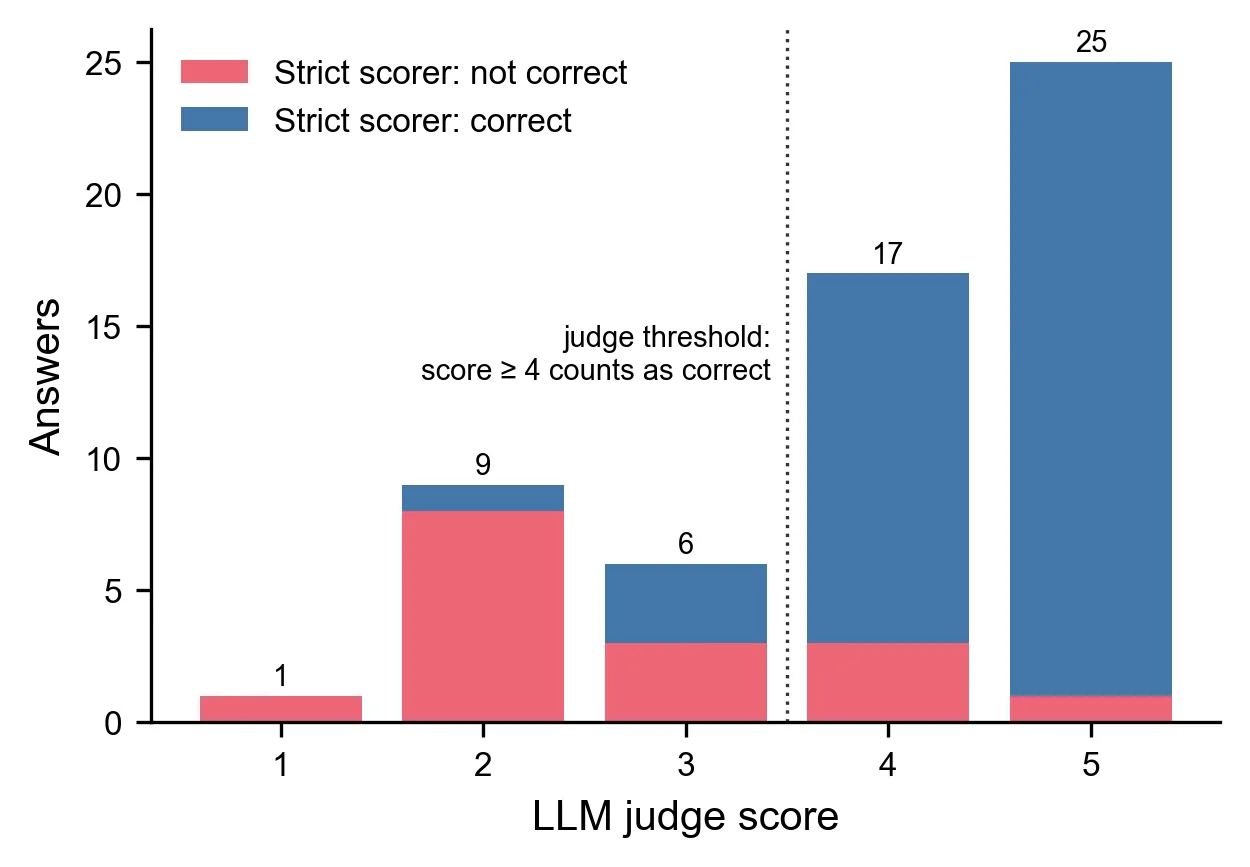 Strict scorer: not correct
Strict scorer: correct
judge threshold:
score ≥ 4 counts as correct
Answers
25
20
15
10
5
0
1
9
6
17
25
1
2
3
4
5
LLM judge score